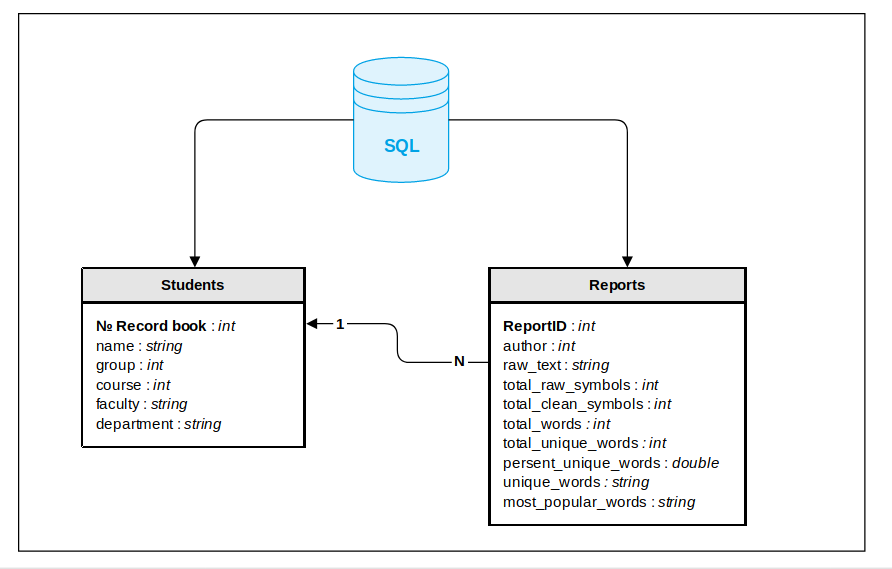 SQL
Students
№ Record book : int
name : string
group : int
course : int
faculty : string
department : string
1
N
Reports
ReportID : int
author : int
raw_text : string
total_raw_symbols : int
total_clean_symbols : int
total_words : int
total_unique_words : int
persent_unique_words : double
unique_words : string
most_popular_words : string